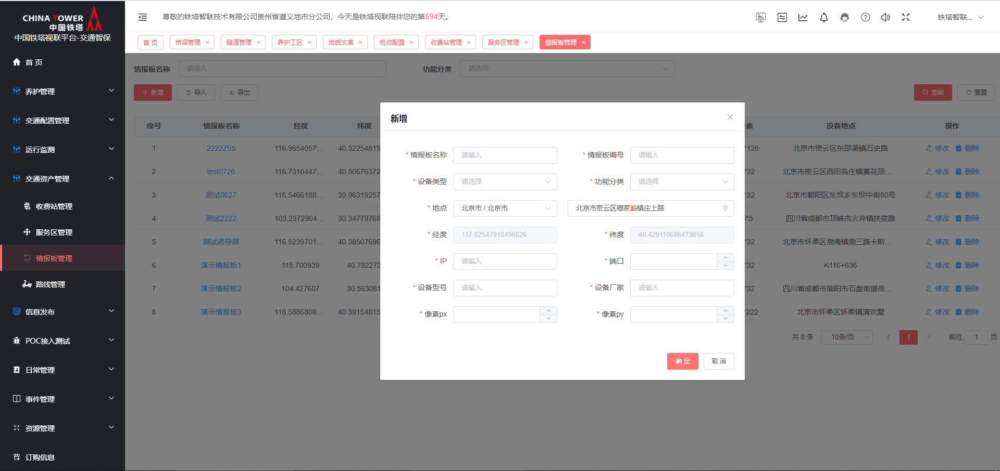 CHINA TOWER
中国铁塔
中国铁塔视联平台-交通智保
首 页
养护管理
交通配置管理
运行监测
交通资产管理
收费站管理
服务区管理
情报板管理
路线管理
信息发布
POC接入测试
日常管理
事件管理
资源管理
订购信息
尊敬的铁塔智联技术有限公司贵州省遵义地市分公司，今天是铁塔视联陪伴您的第694天。
铁塔智联...
首 页 桥梁管理 × 隧道管理 × 养护工区 × 地质灾害 × 桩点配置 × 收费站管理 × 服务区管理 × 情报板管理 ×
情报板名称 请输入 功能分类 请选择
新增 导入 导出 查询 重置
序号 情报板名称 经度 纬度 素 设备地点 操作
1 2222Z05 116.9654057... 40.32254819 *128 北京市密云区东邵渠镇石史路 修改 删除
2 test0726 116.7310447... 40.50676372 *32 北京市密云区西田各庄镇黄花顶... 修改 删除
3 测试0627 116.5466188... 39.96319257 *32 北京市朝阳区东坝乡东坝中街80号 修改 删除
4 测试2222 103.2372904... 30.34779768 *5 四川省成都市邛崃市火井镇扶贫路 修改 删除
5 测试诱导屏 116.5239701... 40.38507696 *32 北京市怀柔区渤海镇渤三路卡斯... 修改 删除
6 演示情报板1 115.700939 40.782273 *32 K116+636 修改 删除
7 演示情报板2 104.427607 30.563081 *32 四川省成都市简阳市石盘街道岳... 修改 删除
8 演示情报板3 116.5886808... 40.39154815 *222 北京市怀柔区怀柔镇清欢墅 修改 删除
共 8 条 10条/页 1 前往 1 页
新增
* 情报板名称 请输入 * 情报板编号 请输入
* 设备类型 请选择 * 功能分类 请选择
* 地点 北京市 / 北京市 北京市密云区穆家峪镇庄上路
* 经度 117.02547918496026 * 纬度 40.429110686479056
* IP 请输入 * 端口
* 设备型号 请输入 * 设备厂家 请输入
* 像素px * 像素py
确 定 取 消